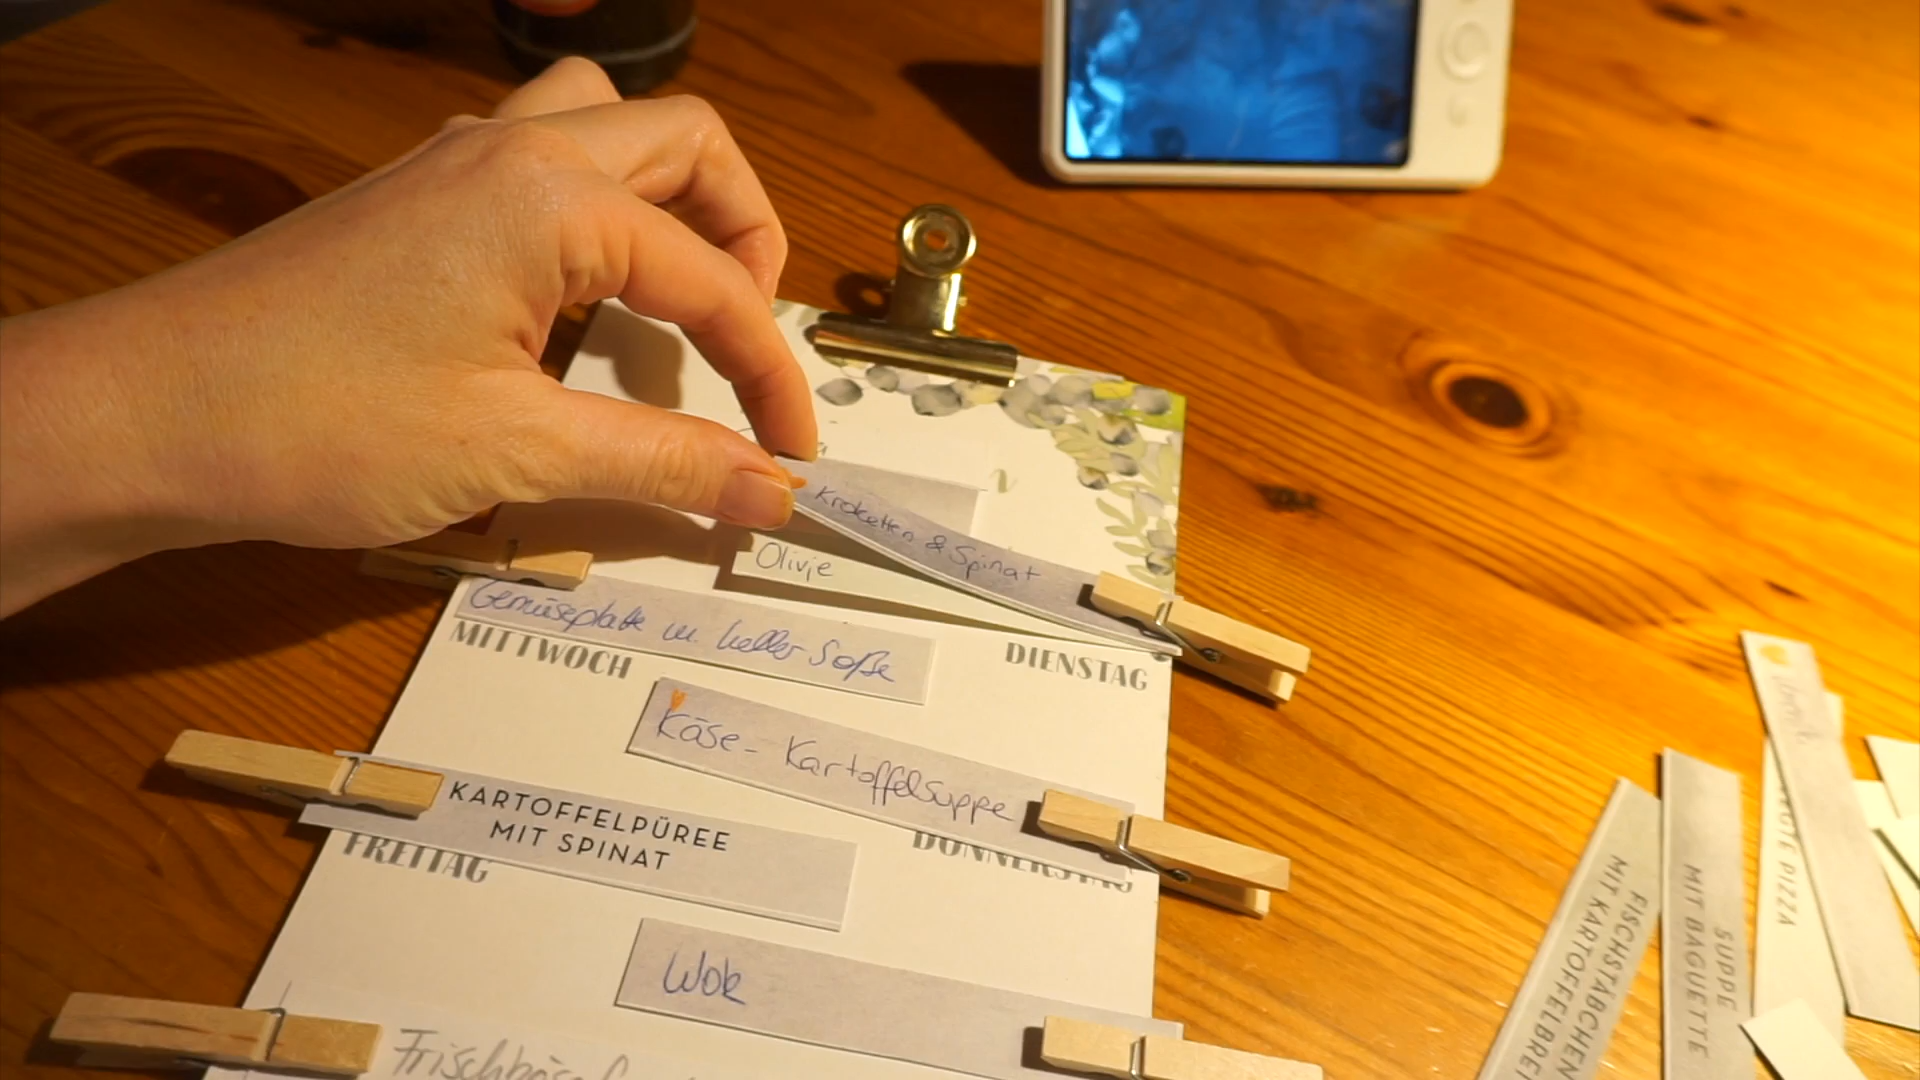 Kroketten & Spinat
Olivje
Gemüseplatte m. heller Soße
MITTWOCH
DIENSTAG
Käse-Kartoffelsuppe
KARTOFFELPÜREE
MIT SPINAT
FREITAG
DONNERSTAG
Wok
FISCHSTÄBCHEN
MIT KARTOFFELBREI
SUPPE
MIT BAGUETTE
PIZZA